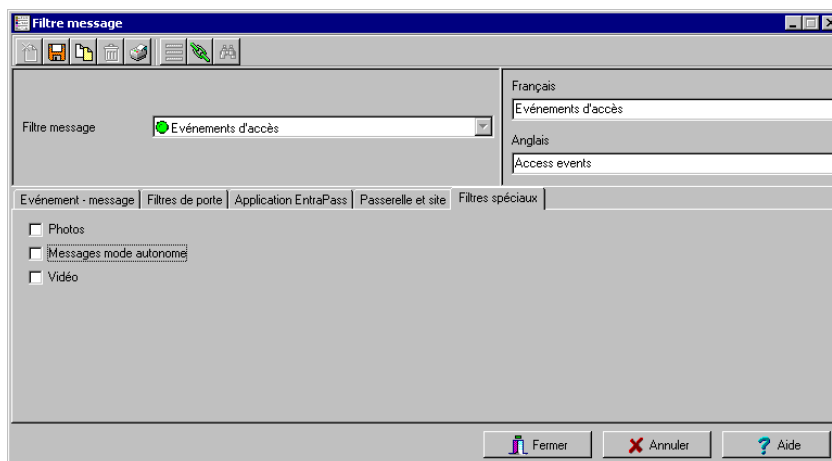 Filtre message
Français
Evénements d'accès
Filtre message
Evénements d'accès
Anglais
Access events
Evénement - message
Filtres de porte
Application EntraPass
Passerelle et site
Filtres spéciaux
Photos
Messages mode autonome
Vidéo
Fermer
Annuler
Aide